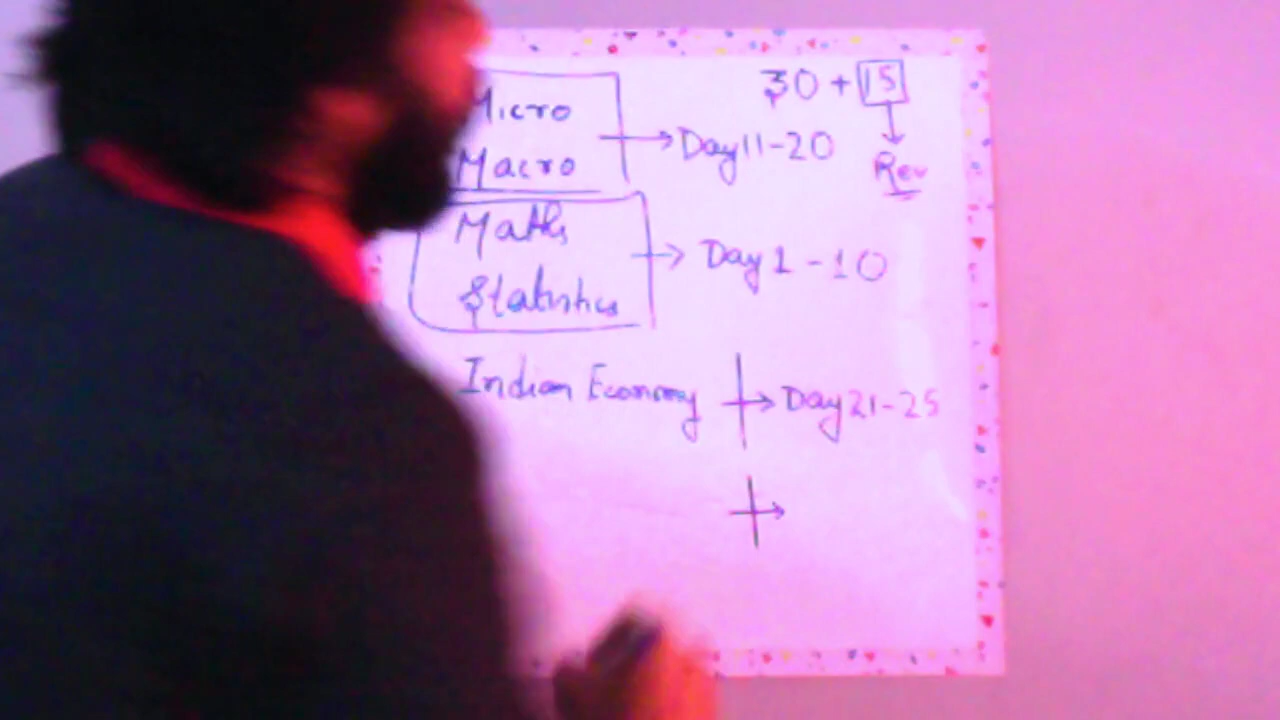 30 + 15
Rev
Micro
Macro
Day 11-20
Maths
Statistics
Day 1-10
Indian Economy
Day 21-25